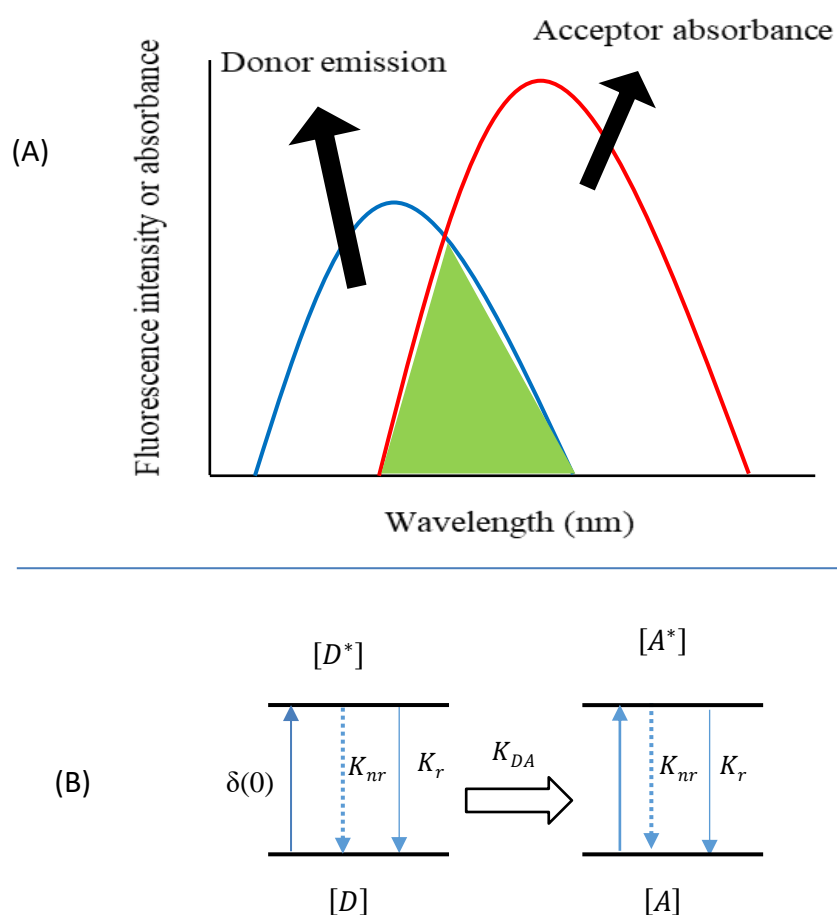 Acceptor absorbance
Donor emission
(A)
Fluorescence intensity or absorbance
Wavelength (nm)
[D*]
[A*]
(B)
δ(0)
K_nr
K_r
K_DA
K_nr
K_r
[D]
[A]